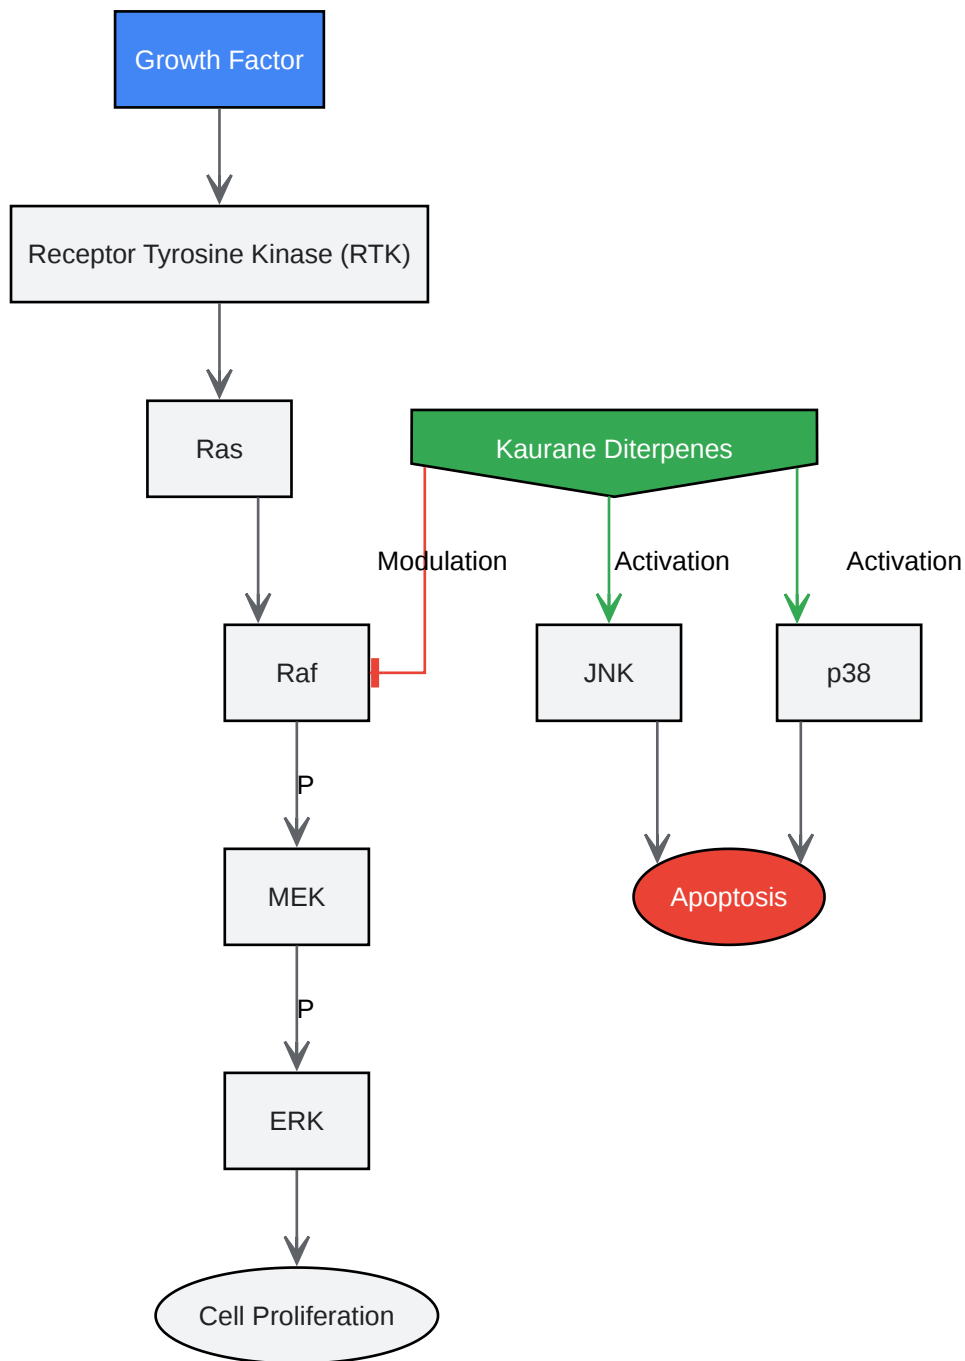 Growth Factor
Receptor Tyrosine Kinase (RTK)
Ras
Kaurane Diterpenes
Modulation
Activation
Activation
Raf
JNK
p38
P
MEK
Apoptosis
P
ERK
Cell Proliferation